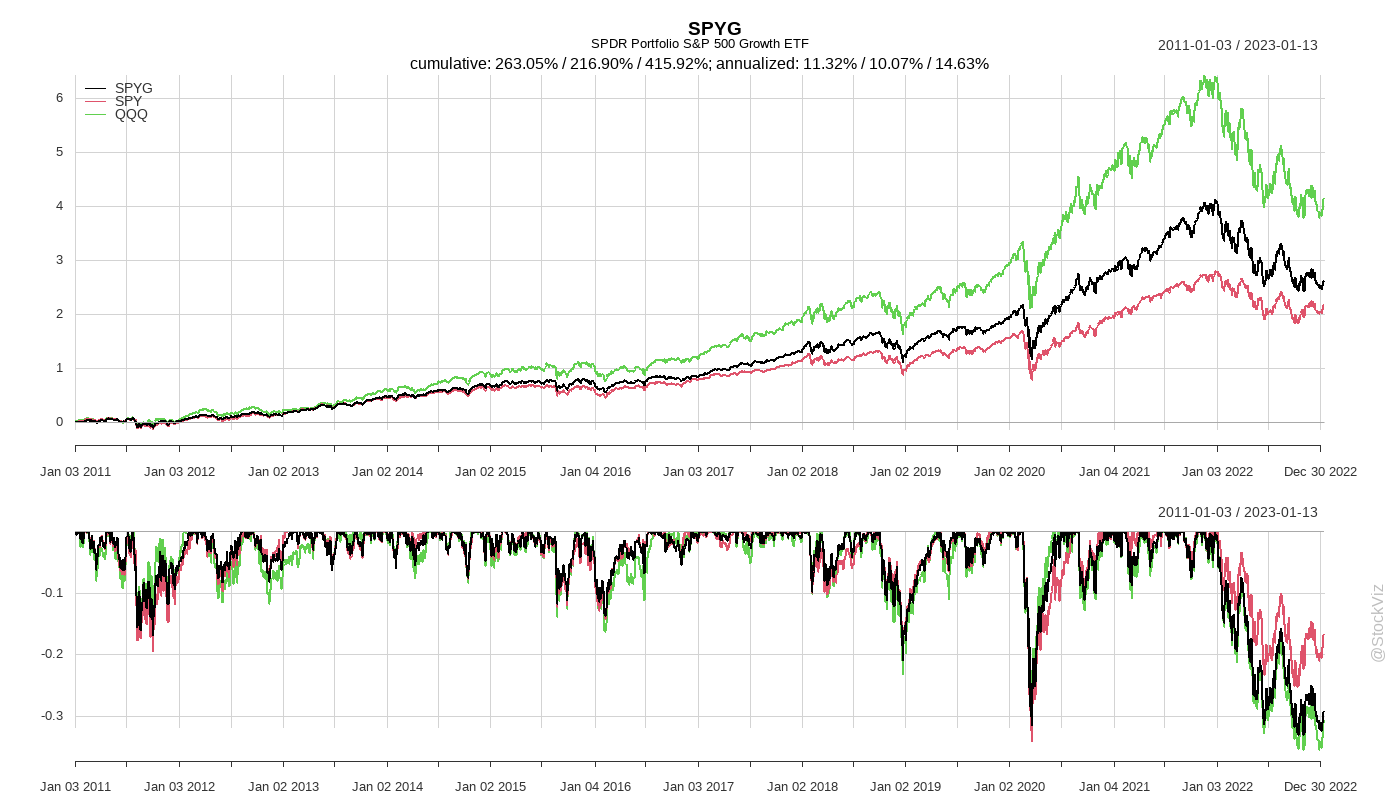 SPYG
SPDR Portfolio S&P 500 Growth ETF
2011-01-03 / 2023-01-13
cumulative: 263.05% / 216.90% / 415.92%; annualized: 11.32% / 10.07% / 14.63%
SPYG
SPY
QQQ
6
5
4
3
2
1
0
Jan 03 2011 Jan 03 2012 Jan 02 2013 Jan 02 2014 Jan 02 2015 Jan 04 2016 Jan 03 2017 Jan 02 2018 Jan 02 2019 Jan 02 2020 Jan 04 2021 Jan 03 2022 Dec 30 2022
2011-01-03 / 2023-01-13
-0.1
-0.2
-0.3
Jan 03 2011 Jan 03 2012 Jan 02 2013 Jan 02 2014 Jan 02 2015 Jan 04 2016 Jan 03 2017 Jan 02 2018 Jan 02 2019 Jan 02 2020 Jan 04 2021 Jan 03 2022 Dec 30 2022
@StockViz